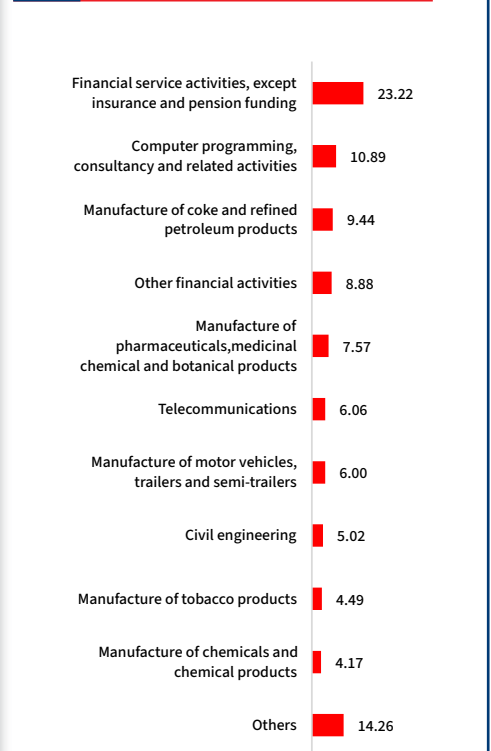 Financial service activities, except
insurance and pension funding
23.22
Computer programming,
consultancy and related activities
10.89
Manufacture of coke and refined
petroleum products
9.44
Other financial activities
8.88
Manufacture of
pharmaceuticals,medicinal
chemical and botanical products
7.57
Telecommunications
6.06
Manufacture of motor vehicles,
trailers and semi-trailers
6.00
Civil engineering
5.02
Manufacture of tobacco products
4.49
Manufacture of chemicals and
chemical products
4.17
Others
14.26